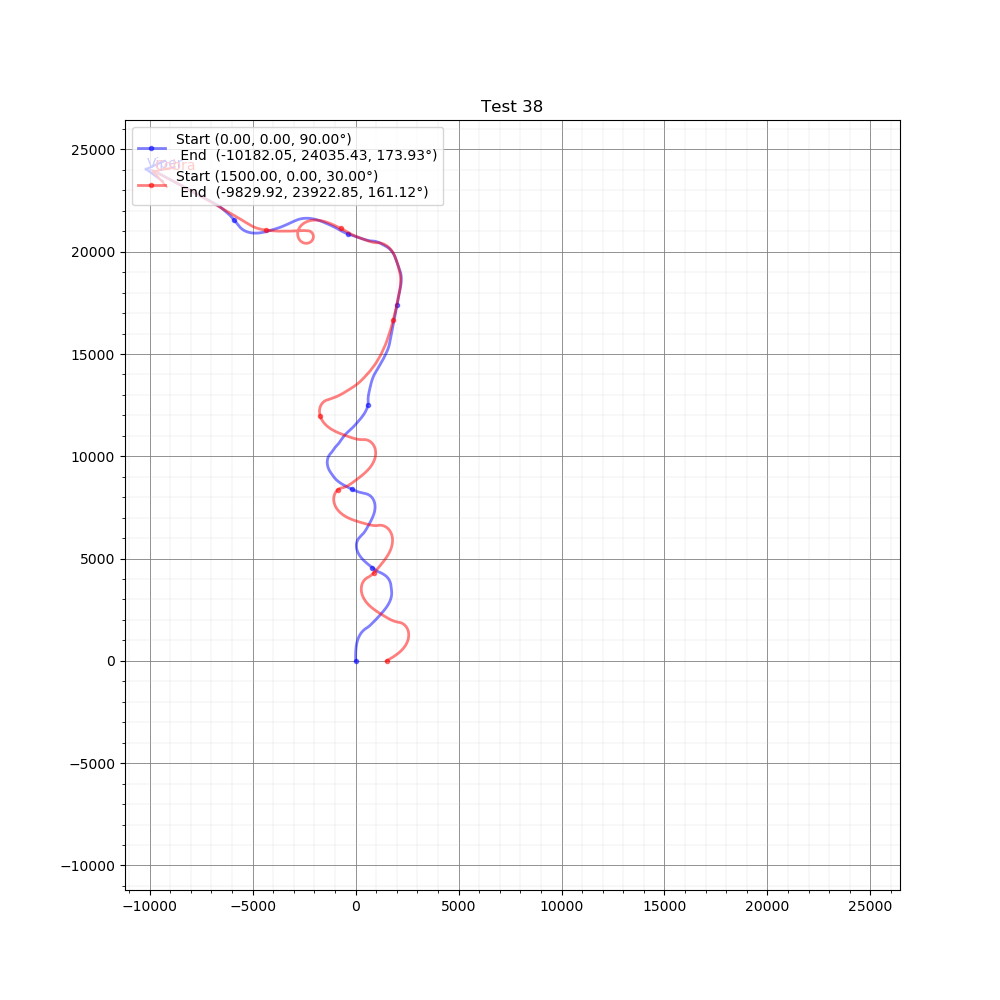 Test 38
Start (0.00, 0.00, 90.00°)
End (-10182.05, 24035.43, 173.93°)
Start (1500.00, 0.00, 30.00°)
End (-9829.92, 23922.85, 161.12°)
25000
20000
15000
10000
5000
0
−5000
−10000
−10000 −5000 0 5000 10000 15000 20000 25000